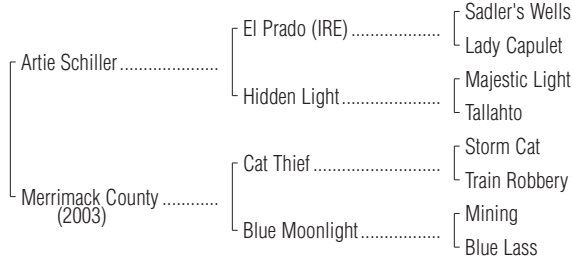 Sadler's Wells
El Prado (IRE)
Lady Capulet
Artie Schiller
Majestic Light
Hidden Light
Tallahto
Storm Cat
Cat Thief
Train Robbery
Merrimack County
(2003)
Mining
Blue Moonlight
Blue Lass